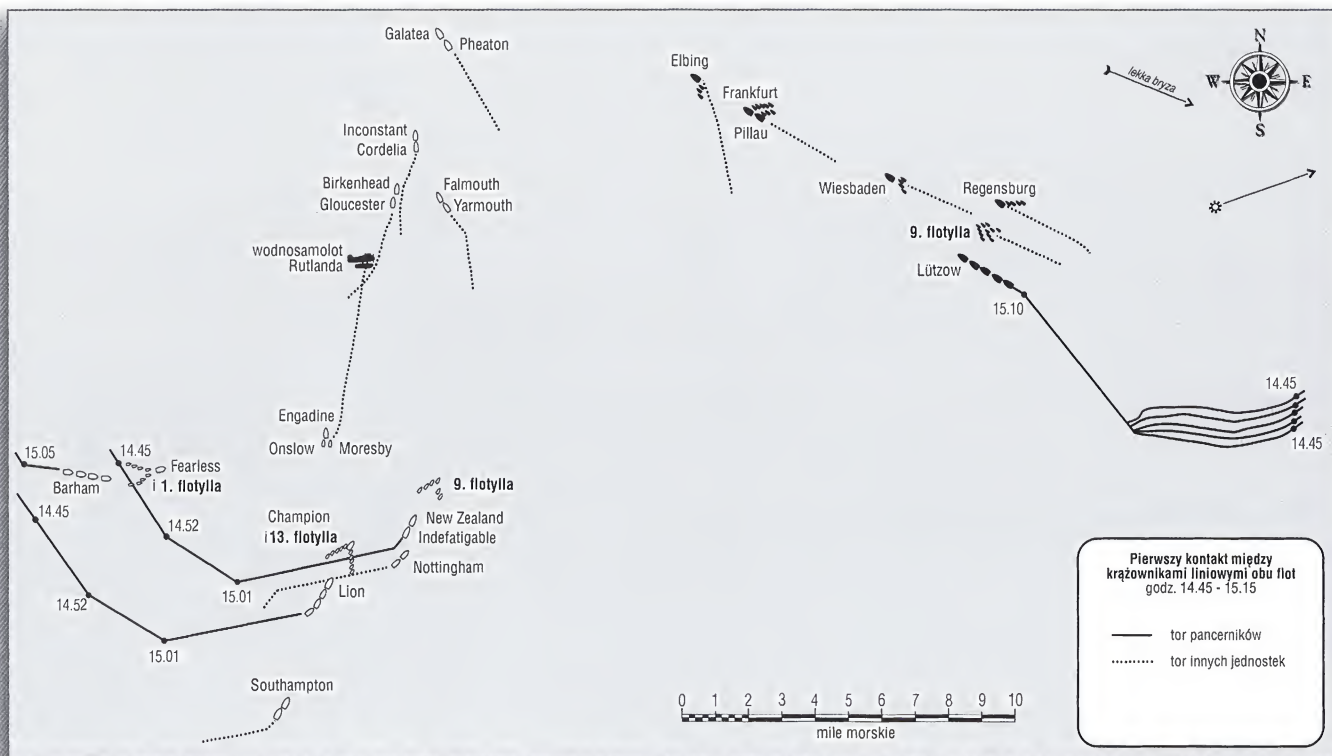 Galatea
Pheaton
Elbing
Frankfurt
Pillau
lekka bryza
N
W
E
S
Inconstant
Cordelia
Birkenhead
Gloucester
Falmouth
Yarmouth
Wiesbaden
Regensburg
9. flotylla
wodnosamolot
Rutlanda
Lützow
15.10
14.45
14.45
Engadine
Onslow
Moresby
15.05
14.45
Fearless
i 1. flotylla
Barham
14.45
14.52
9. flotylla
Champion
i 13. flotylla
New Zealand
Indefatigable
Nottingham
15.01
Lion
14.52
15.01
Southampton
0 1 2 3 4 5 6 7 8 9 10
mile morskie
Pierwszy kontakt między
krążownikami liniowymi obu flot
godz. 14.45 - 15.15
tor pancerników
tor innych jednostek